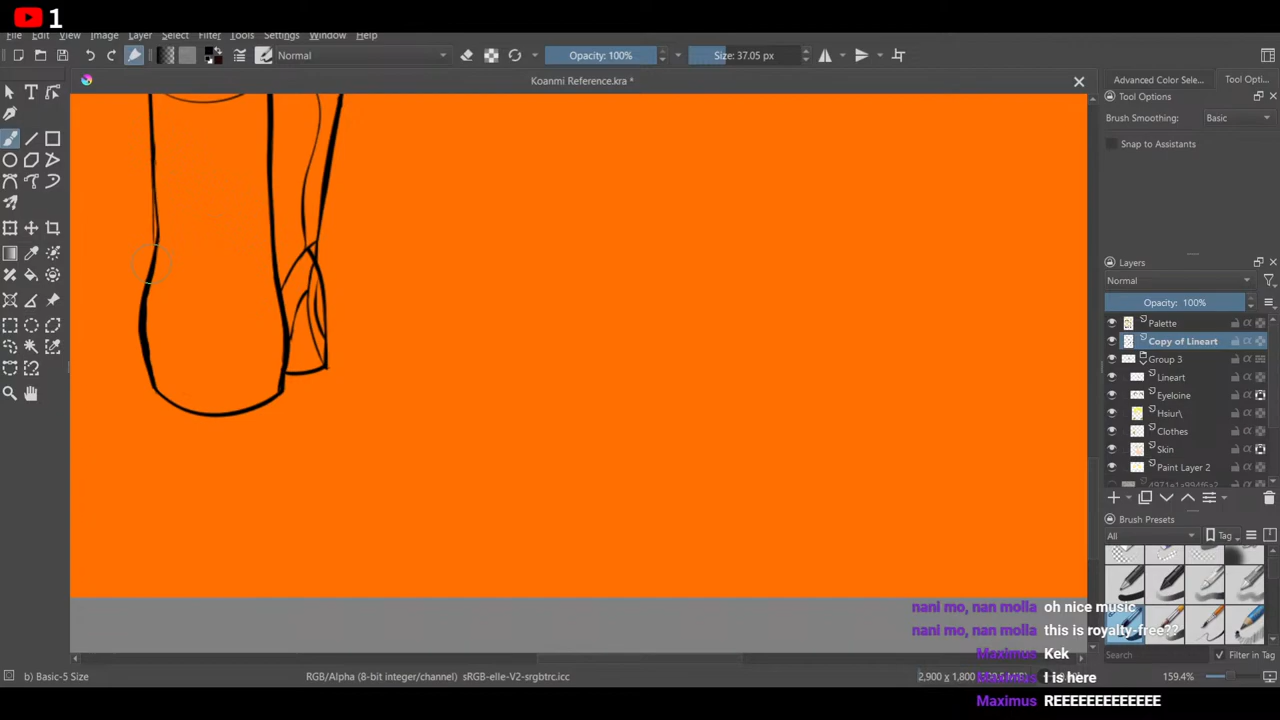 1
File Edit View Image Layer Select Filter Tools Settings Window Help
Normal
Opacity: 100%
Size: 37.05 px
Koanmi Reference.kra *
Advanced Color Sele...
Tool Opti...
Tool Options
Brush Smoothing: Basic
Snap to Assistants
Layers
Normal
Opacity: 100%
Palette
Copy of Lineart
Group 3
Lineart
Eyeloine
Hsiur\
Clothes
Skin
Paint Layer 2
Brush Presets
All
Tag
nani mo, nan molla oh nice music
nani mo, nan molla this is royalty-free??
Maximus Kek
Maximus I is here
Maximus REEEEEEEEEEEEE
Search
Filter in Tag
b) Basic-5 Size
RGB/Alpha (8-bit integer/channel) sRGB-elle-V2-srgbtrc.icc
2,900 x 1,800
159.4%